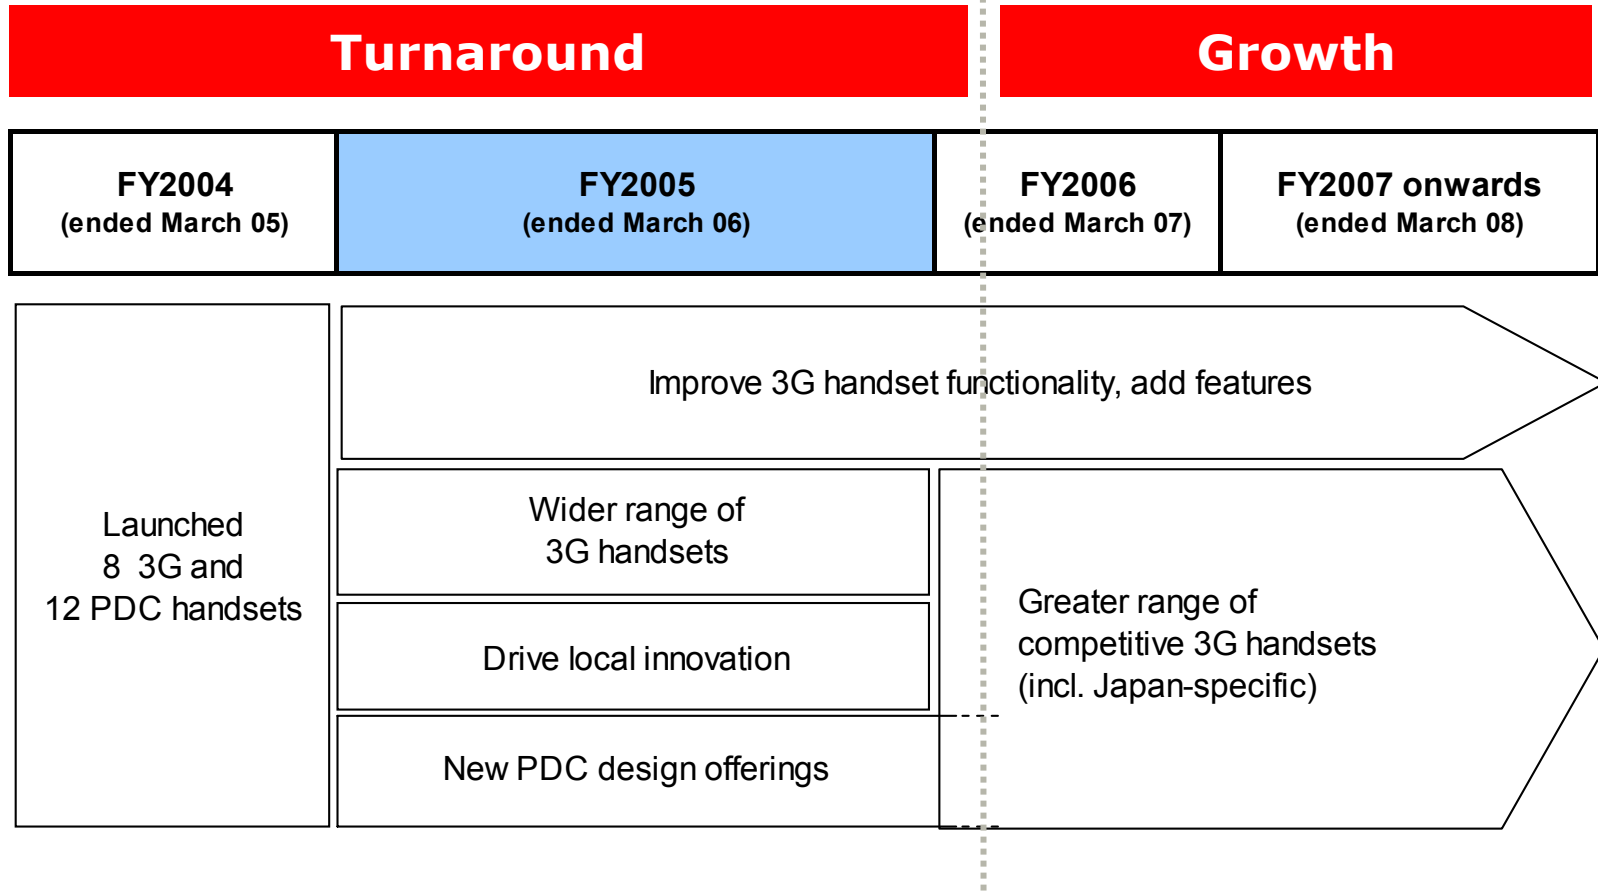 Turnaround
Growth
FY2004
(ended March 05)
FY2005
(ended March 06)
FY2006
(ended March 07)
FY2007 onwards
(ended March 08)
Improve 3G handset functionality, add features
Launched
8 3G and
12 PDC handsets
Wider range of
3G handsets
Drive local innovation
New PDC design offerings
Greater range of
competitive 3G handsets
(incl. Japan-specific)